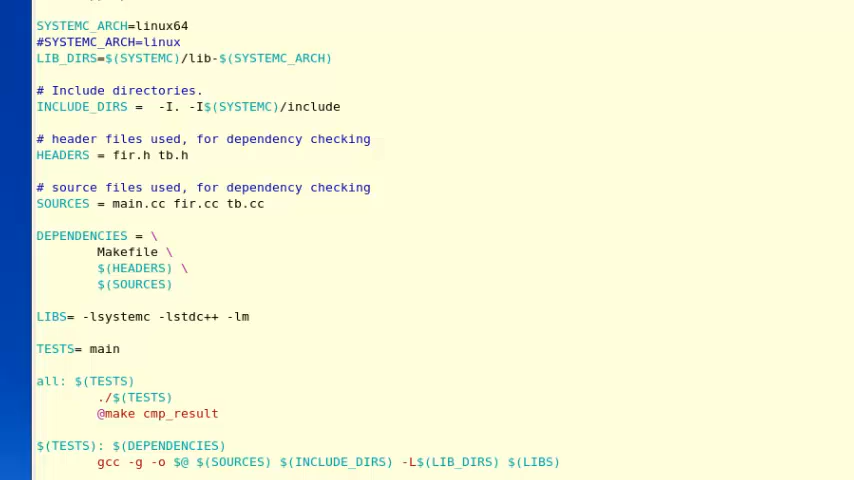 SYSTEMC_ARCH=linux64
#SYSTEMC_ARCH=linux
LIB_DIRS=$(SYSTEMC)/lib-$(SYSTEMC_ARCH)
# Include directories.
INCLUDE_DIRS =  -I. -I$(SYSTEMC)/include
# header files used, for dependency checking
HEADERS = fir.h tb.h
# source files used, for dependency checking
SOURCES = main.cc fir.cc tb.cc
DEPENDENCIES = \
        Makefile \
        $(HEADERS) \
        $(SOURCES)
LIBS= -lsystemc -lstdc++ -lm
TESTS= main
all: $(TESTS)
        ./$(TESTS)
        @make cmp_result
$(TESTS): $(DEPENDENCIES)
        gcc -g -o $@ $(SOURCES) $(INCLUDE_DIRS) -L$(LIB_DIRS) $(LIBS)